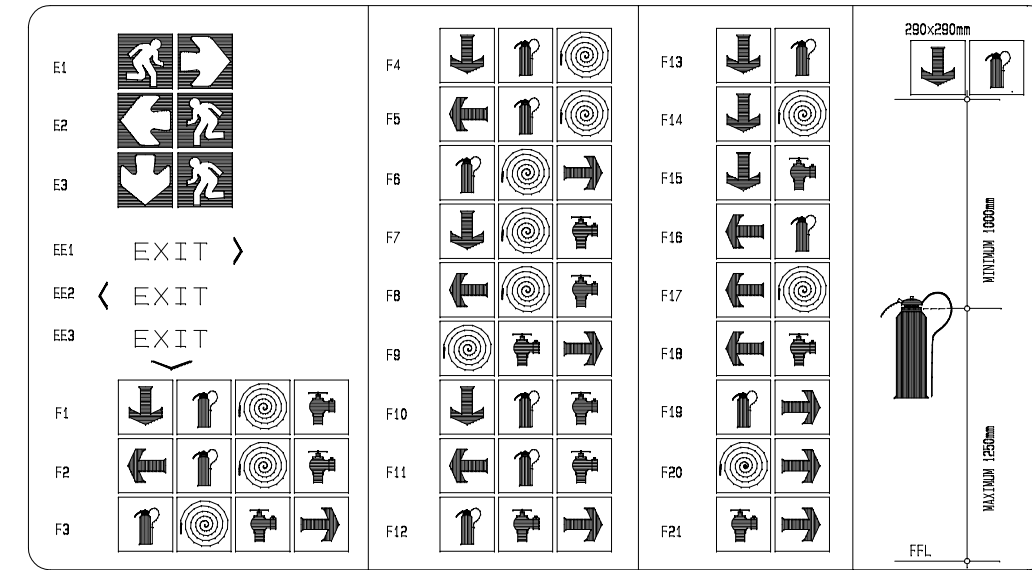 E1
E2
E3
EE1 EXIT >
EE2 < EXIT
EE3 EXIT
F1
F2
F3
F4
F5
F6
F7
F8
F9
F10
F11
F12
F13
F14
F15
F16
F17
F18
F19
F20
F21
290x290mm
MINIMUM 1000mm
MAXIMUM 1250mm
FFL